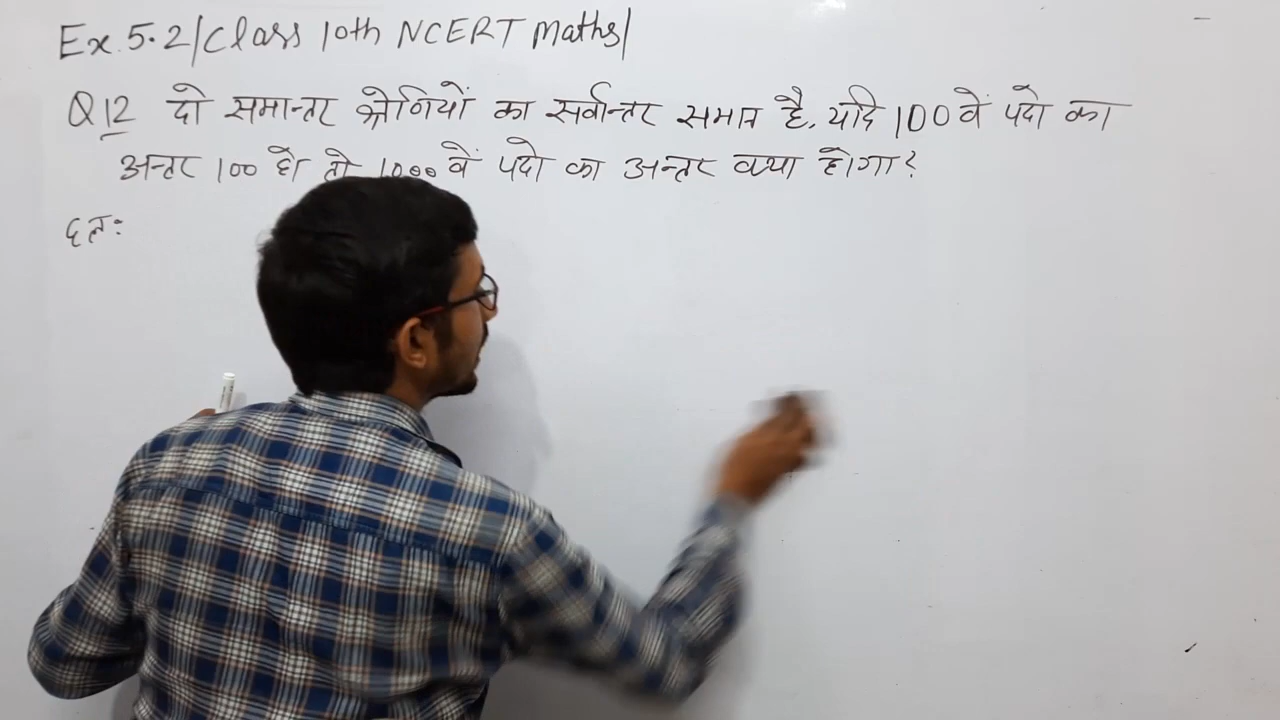 Ex. 5.2/Class 10th NCERT Maths/
Q12 दो समान्तर श्रेणियों का सर्वान्तर समान है, यदि 100 वें पदो का
अन्तर 100 हो तो 1000 वें पदो का अन्तर क्या होगा?
हल: